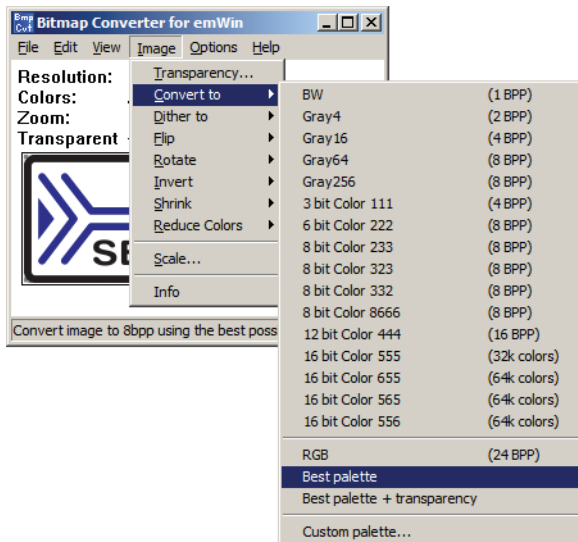 Bmp Cvt Bitmap Converter for emWin
File Edit View Image Options Help
Resolution:
Colors:
Zoom:
Transparent
SE
Convert image to 8bpp using the best poss
Transparency...
Convert to
Dither to
Flip
Rotate
Invert
Shrink
Reduce Colors
Scale...
Info
BW (1 BPP)
Gray4 (2 BPP)
Gray16 (4 BPP)
Gray64 (8 BPP)
Gray256 (8 BPP)
3 bit Color 111 (4 BPP)
6 bit Color 222 (8 BPP)
8 bit Color 233 (8 BPP)
8 bit Color 323 (8 BPP)
8 bit Color 332 (8 BPP)
8 bit Color 8666 (8 BPP)
12 bit Color 444 (16 BPP)
16 bit Color 555 (32k colors)
16 bit Color 655 (64k colors)
16 bit Color 565 (64k colors)
16 bit Color 556 (64k colors)
RGB (24 BPP)
Best palette
Best palette + transparency
Custom palette...